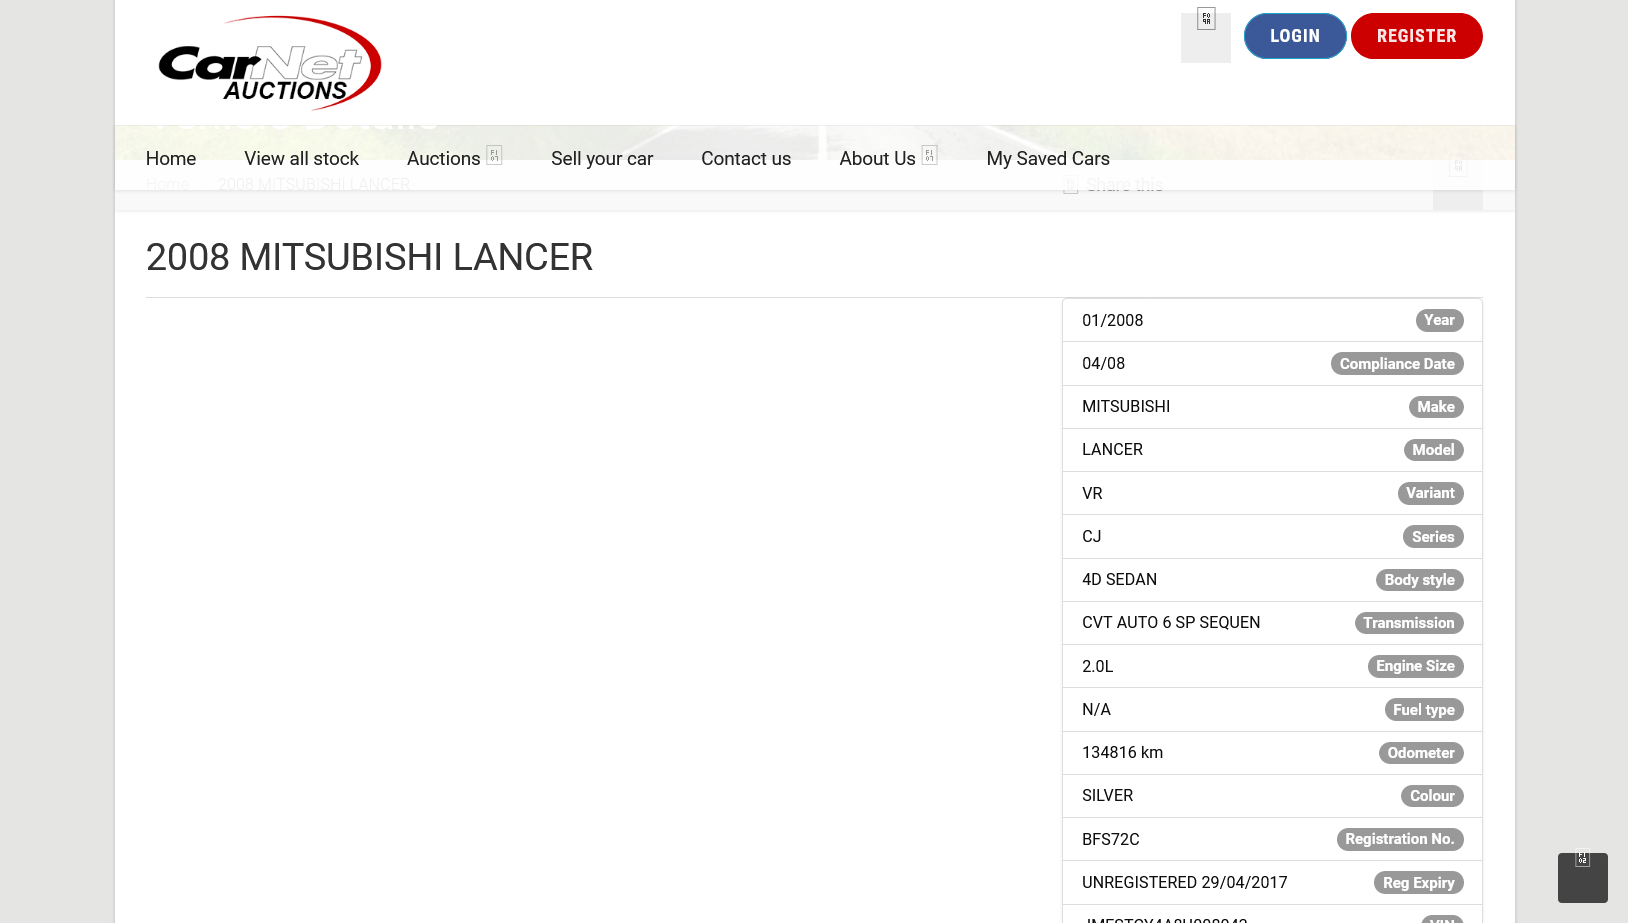 CarNet
AUCTIONS
LOGIN
REGISTER
Home
View all stock
Auctions
Sell your car
Contact us
About Us
My Saved Cars
Home
2008 MITSUBISHI LANCER
Share this
2008 MITSUBISHI LANCER
01/2008 Year
04/08 Compliance Date
MITSUBISHI Make
LANCER Model
VR Variant
CJ Series
4D SEDAN Body style
CVT AUTO 6 SP SEQUEN Transmission
2.0L Engine Size
N/A Fuel type
134816 km Odometer
SILVER Colour
BFS72C Registration No.
UNREGISTERED 29/04/2017 Reg Expiry
VIN